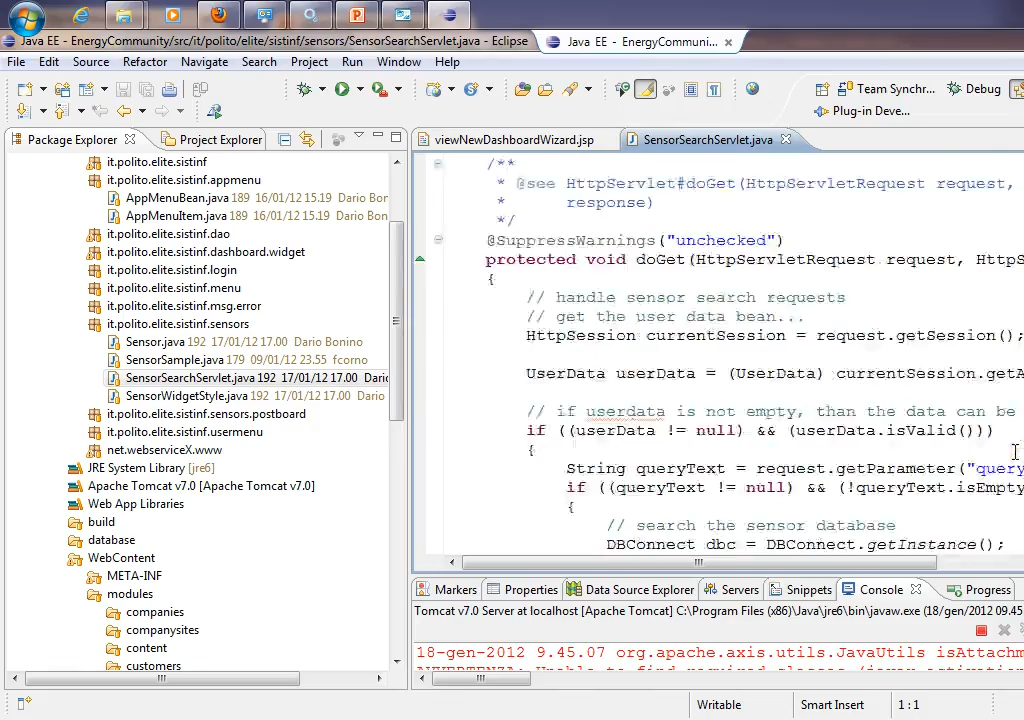 Java EE - EnergyCommunity/src/it/polito/elite/sistinf/sensors/SensorSearchServlet.java - Eclipse
Java EE - EnergyCommuni...
File Edit Source Refactor Navigate Search Project Run Window Help
Team Synchr... Debug
Plug-in Deve...
Package Explorer Project Explorer
viewNewDashboardWizard.jsp SensorSearchServlet.java
it.polito.elite.sistinf
it.polito.elite.sistinf.appmenu
AppMenuBean.java 189 16/01/12 15.19 Dario Bon
AppMenuItem.java 189 16/01/12 15.19 Dario Bon
it.polito.elite.sistinf.dao
it.polito.elite.sistinf.dashboard.widget
it.polito.elite.sistinf.login
it.polito.elite.sistinf.menu
it.polito.elite.sistinf.msg.error
it.polito.elite.sistinf.sensors
Sensor.java 192 17/01/12 17.00 Dario Bonino
SensorSample.java 179 09/01/12 23.55 fcorno
SensorSearchServlet.java 192 17/01/12 17.00 Dario
SensorWidgetStyle.java 192 17/01/12 17.00 Dario
it.polito.elite.sistinf.sensors.postboard
it.polito.elite.sistinf.usermenu
net.webserviceX.www
JRE System Library [jre6]
Apache Tomcat v7.0 [Apache Tomcat v7.0]
Web App Libraries
build
database
WebContent
META-INF
modules
companies
companysites
content
customers
/**
* @see HttpServlet#doGet(HttpServletRequest request,
* response)
*/
@SuppressWarnings("unchecked")
protected void doGet(HttpServletRequest request, HttpS
{
// handle sensor search requests
// get the user data bean...
HttpSession currentSession = request.getSession();
UserData userData = (UserData) currentSession.getA
// if userdata is not empty, than the data can be
if ((userData != null) && (userData.isValid()))
{
String queryText = request.getParameter("query
if ((queryText != null) && (!queryText.isEmpty
{
// search the sensor database
DBConnect dbc = DBConnect.getInstance();
Markers Properties Data Source Explorer Servers Snippets Console Progress
Tomcat v7.0 Server at localhost [Apache Tomcat] C:\Program Files (x86)\Java\jre6\bin\javaw.exe (18/gen/2012 09.45
18-gen-2012 9.45.07 org.apache.axis.utils.JavaUtils isAttachm
AVVERTENZA: Unable to find required classes (javax.activation
Writable Smart Insert 1 : 1